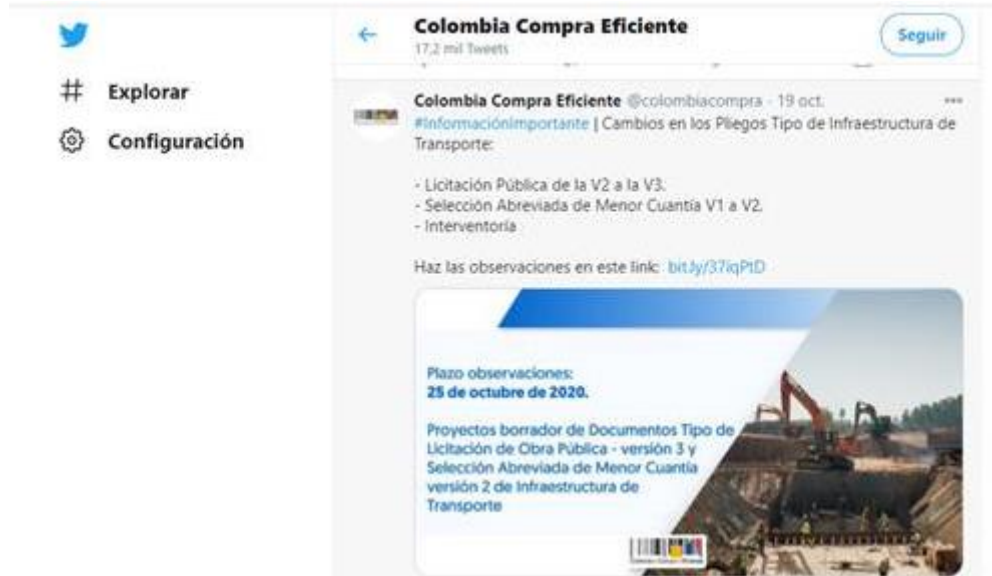 Colombia Compra Eficiente
17,2 mil Tweets
Seguir
# Explorar
Configuración
Colombia Compra Eficiente @colombiacompra · 19 oct.
#InformaciónImportante | Cambios en los Pliegos Tipo de Infraestructura de
Transporte:
- Licitación Pública de la V2 a la V3.
- Selección Abreviada de Menor Cuantía V1 a V2.
- Interventoría
Haz las observaciones en este link: bit.ly/37iqPtD
Plazo observaciones:
25 de octubre de 2020.
Proyectos borrador de Documentos Tipo de
Licitación de Obra Pública - versión 3 y
Selección Abreviada de Menor Cuantía
versión 2 de Infraestructura de
Transporte